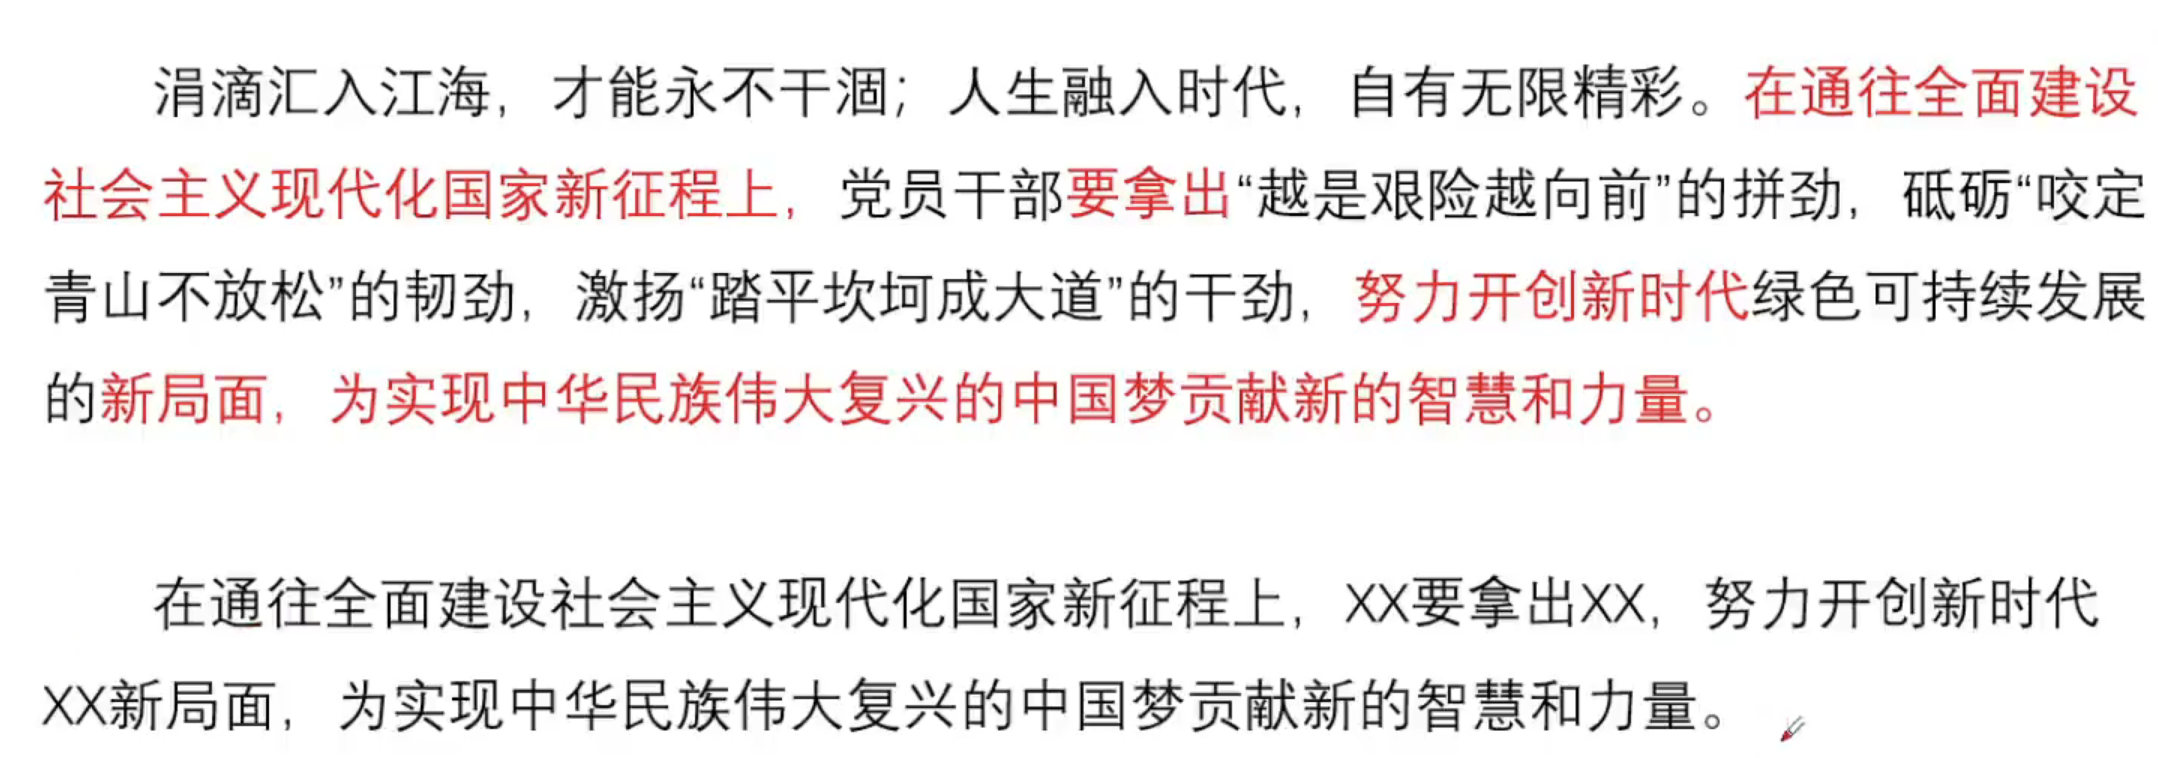 涓滴汇入江海，才能永不干涸；人生融入时代，自有无限精彩。在通往全面建设
社会主义现代化国家新征程上，党员干部要拿出“越是艰险越向前”的拼劲，砥砺“咬定
青山不放松”的韧劲，激扬“踏平坎坷成大道”的干劲，努力开创新时代绿色可持续发展
的新局面，为实现中华民族伟大复兴的中国梦贡献新的智慧和力量。
在通往全面建设社会主义现代化国家新征程上，XX要拿出XX，努力开创新时代
XX新局面，为实现中华民族伟大复兴的中国梦贡献新的智慧和力量。